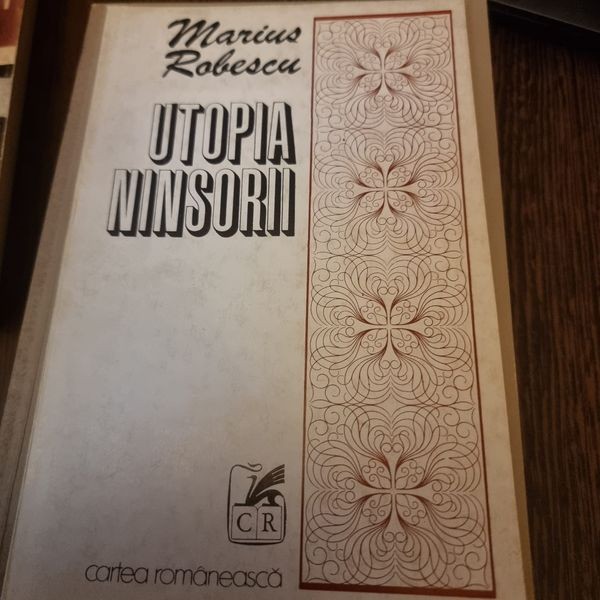 Marius
Robescu
UTOPIA
NINSORII
CR
cartea românească